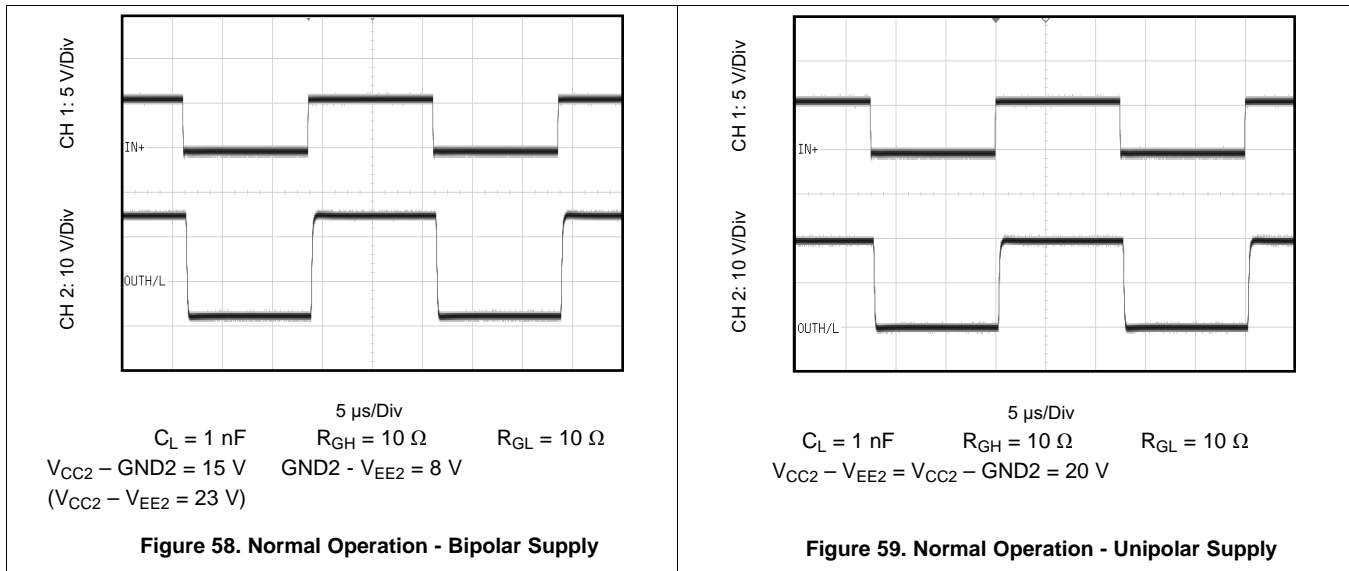 CH 1: 5 V/Div
IN+
CH 2: 10 V/Div
OUTH/L
5 µs/Div
C_L = 1 nF R_GH = 10 Ω R_GL = 10 Ω
V_CC2 – GND2 = 15 V GND2 - V_EE2 = 8 V
(V_CC2 – V_EE2 = 23 V)
Figure 58. Normal Operation - Bipolar Supply
CH 1: 5 V/Div
IN+
CH 2: 10 V/Div
OUTH/L
5 µs/Div
C_L = 1 nF R_GH = 10 Ω R_GL = 10 Ω
V_CC2 – V_EE2 = V_CC2 – GND2 = 20 V
Figure 59. Normal Operation - Unipolar Supply